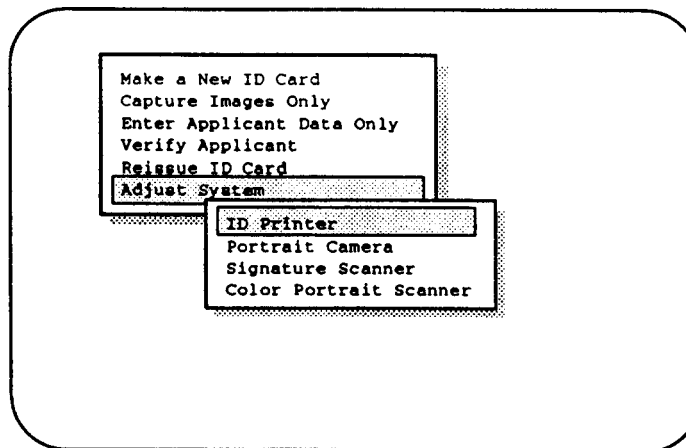 Make a New ID Card
Capture Images Only
Enter Applicant Data Only
Verify Applicant
Reissue ID Card
Adjust System
ID Printer
Portrait Camera
Signature Scanner
Color Portrait Scanner